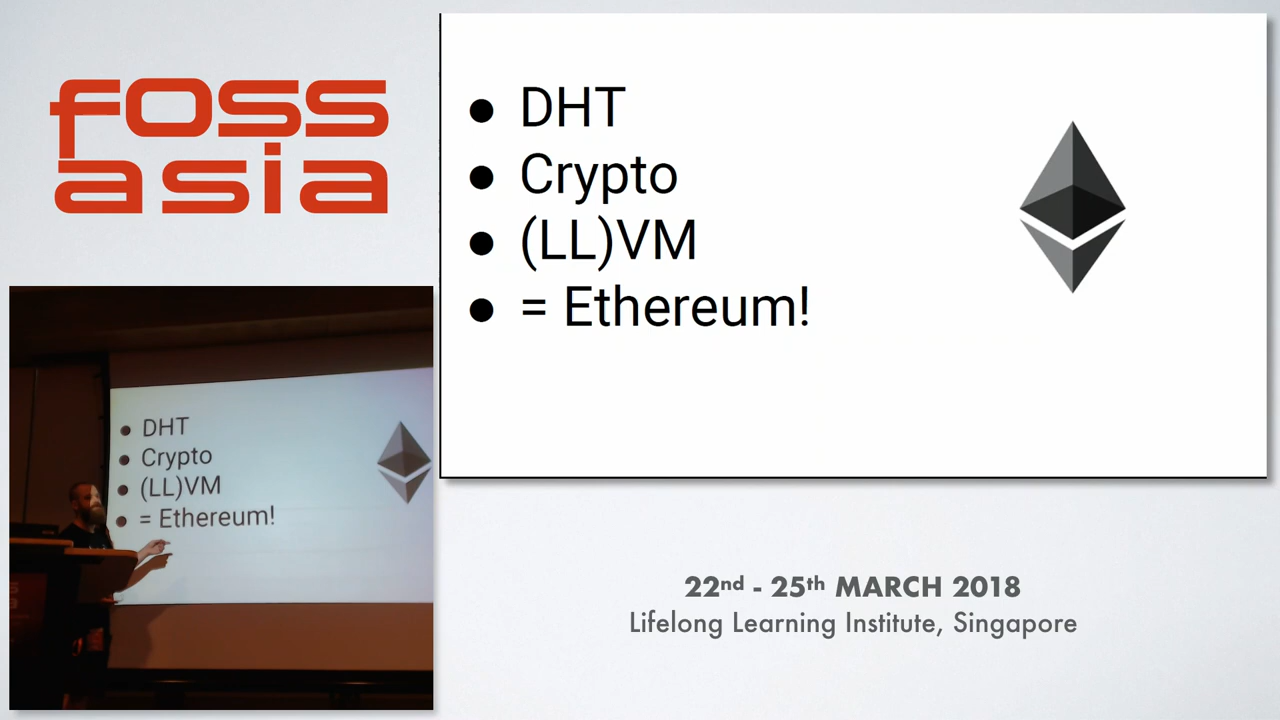 foss
asia
● DHT
● Crypto
● (LL)VM
● = Ethereum!
● DHT
● Crypto
● (LL)VM
● = Ethereum!
22nd - 25th MARCH 2018
Lifelong Learning Institute, Singapore